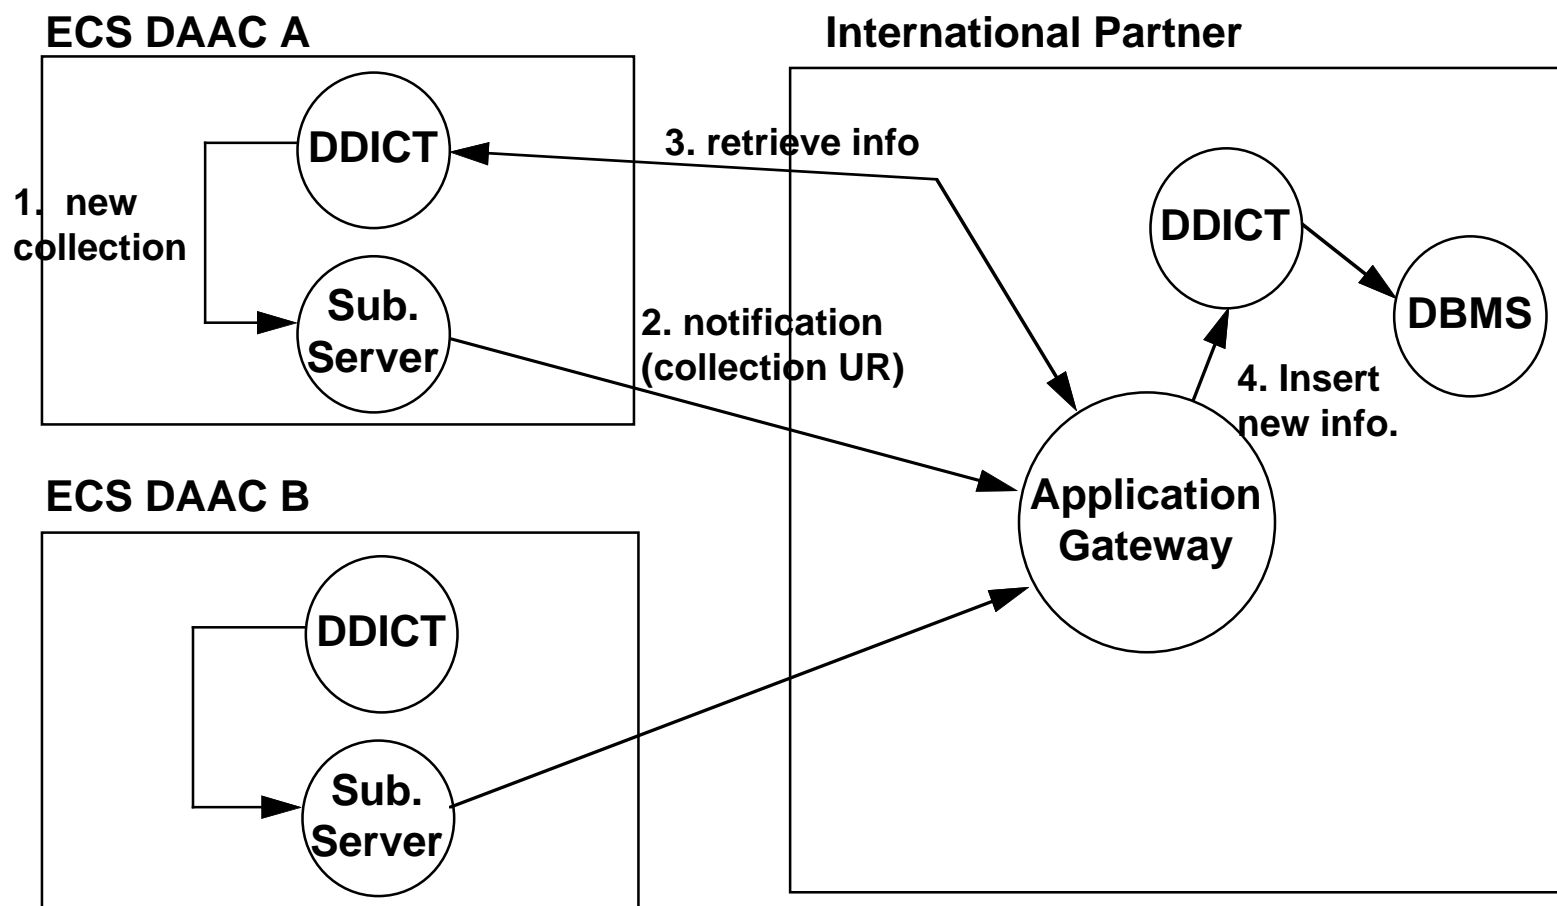 ECS DAAC A
DDICT
1.  new
collection
Sub.
Server
3. retrieve info
2. notification
(collection UR)
International Partner
DDICT
DBMS
4. Insert
new info.
Application
Gateway
ECS DAAC B
DDICT
Sub.
Server